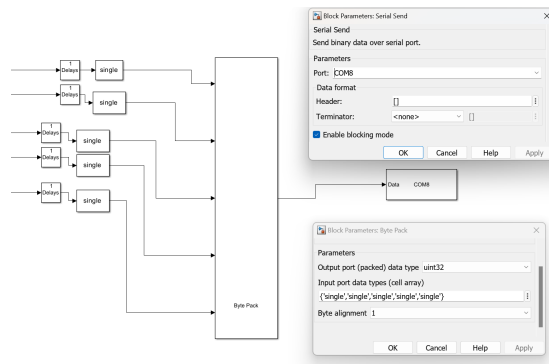 Block Parameters: Serial Send
Serial Send
Send binary data over serial port.
Parameters
Port: COM8
Data format
Header: []
Terminator: <none> []
Enable blocking mode
OK Cancel Help Apply
1
Delays
single
1
Delays
single
1
Delays
single
1
Delays
single
1
Delays
single
Byte Pack
Data COM8
Block Parameters: Byte Pack
Parameters
Output port (packed) data type uint32
Input port data types (cell array)
{'single','single','single','single','single'}
Byte alignment 1
OK Cancel Help Apply